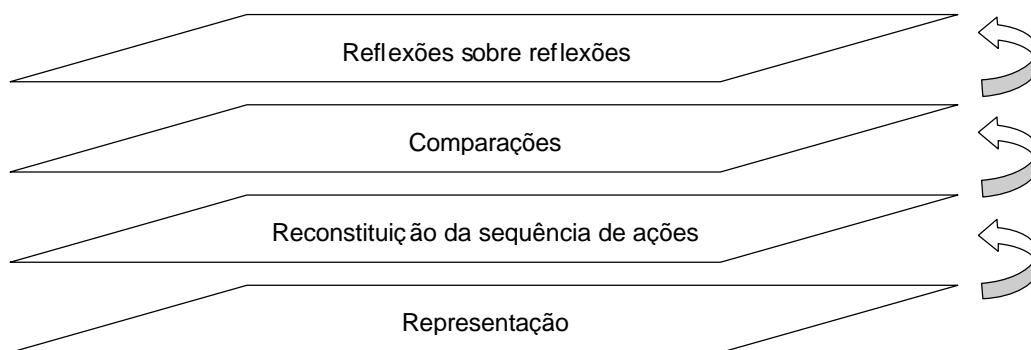 Reflexões sobre reflexões
Comparações
Reconstituição da sequência de ações
Representação